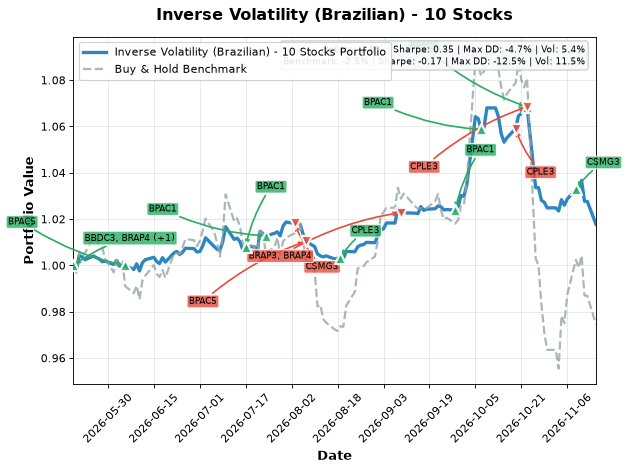 Inverse Volatility (Brazilian) - 10 Stocks
Inverse Volatility (Brazilian) - 10 Stocks Portfolio
Buy & Hold Benchmark
Sharpe: 0.35 | Max DD: -4.7% | Vol: 5.4%
Benchmark: -2.5% | Sharpe: -0.17 | Max DD: -12.5% | Vol: 11.5%
Portfolio Value
1.08
1.06
1.04
1.02
1.00
0.98
0.96
BPAC5
BBDC3, BRAP4 (+1)
BPAC1
BPAC1
BPAC5
BRAP3, BRAP4
CSMG3
CPLE3
BPAC1
CPLE3
BPAC1
CPLE3
CSMG3
2026-05-30
2026-06-15
2026-07-01
2026-07-17
2026-08-02
2026-08-18
2026-09-03
2026-09-19
2026-10-05
2026-10-21
2026-11-06
Date